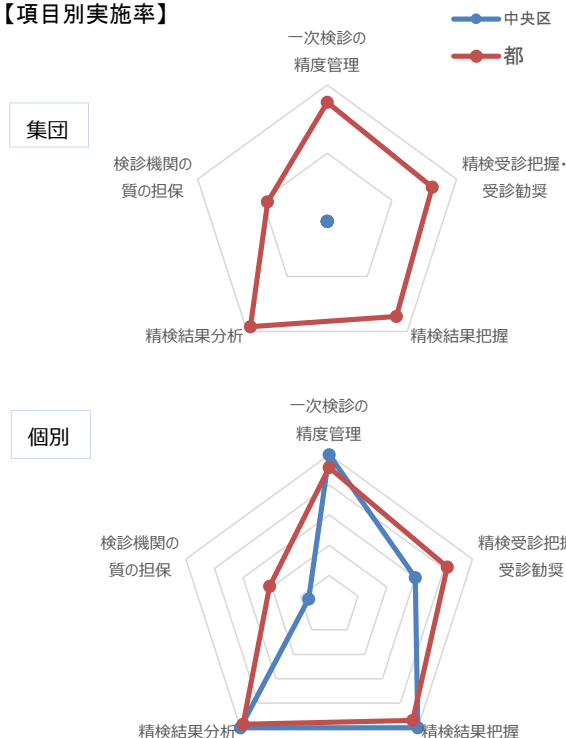 【項目別実施率】
中央区
都
集団
一次検診の
精度管理
検診機関の
質の担保
精検受診把握・
受診勧奨
精検結果分析
精検結果把握
個別
一次検診の
精度管理
検診機関の
質の担保
精検受診把握
受診勧奨
精検結果分析
精検結果把握